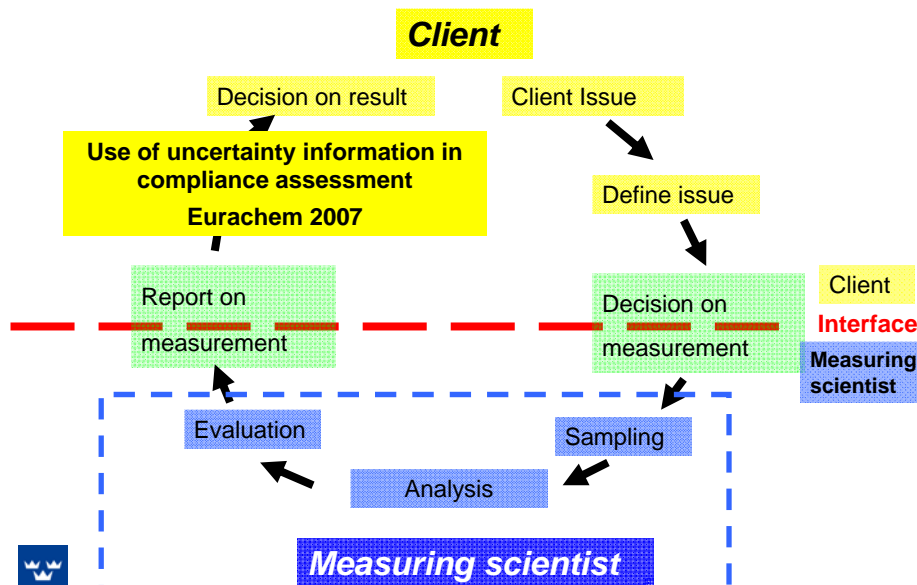 Client
Decision on result
Client Issue
Use of uncertainty information in
compliance assessment
Eurachem 2007
Define issue
Report on
measurement
Decision on
measurement
Client
Interface
Measuring
scientist
Evaluation
Sampling
Analysis
Measuring scientist